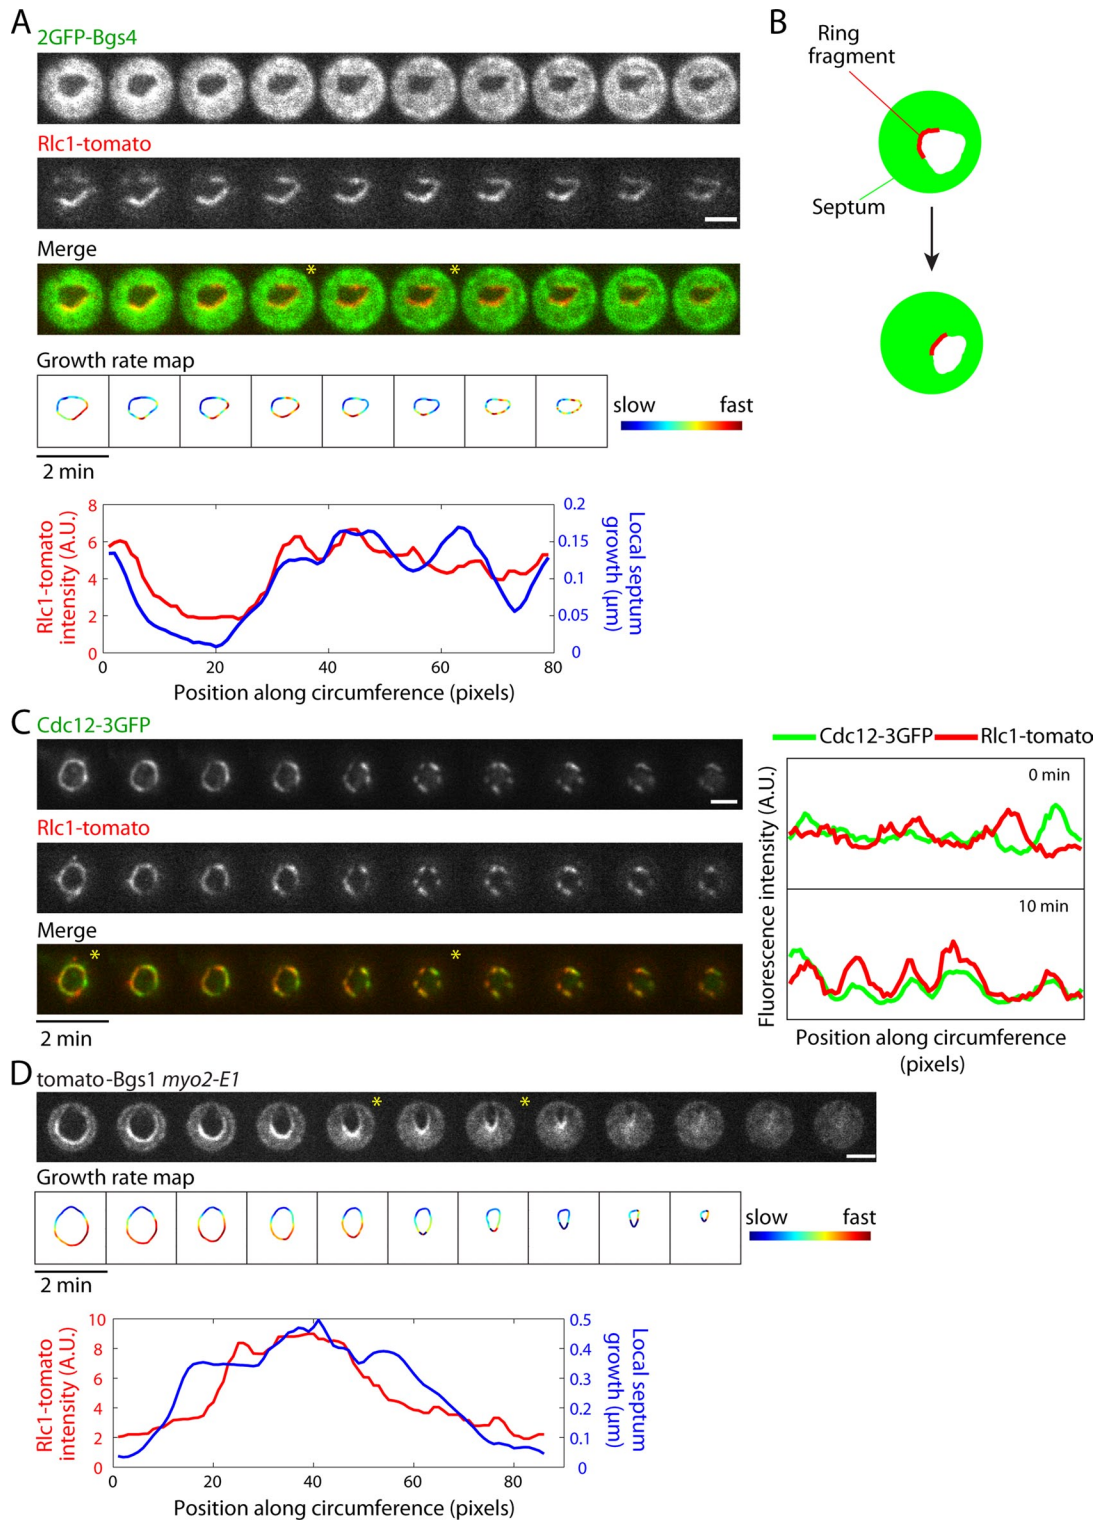 A
2GFP-Bgs4
Rlc1-tomato
Merge
*
*
Growth rate map
slow fast
2 min
8
6
4
2
0
Rlc1-tomato
intensity (A.U.)
0.2
0.15
0.1
0.05
0
Local septum
growth (μm)
0 20 40 60 80
Position along circumference (pixels)
B
Ring
fragment
Septum
C
Cdc12-3GFP
Rlc1-tomato
Merge
*
*
2 min
Cdc12-3GFP Rlc1-tomato
0 min
10 min
Fluorescence intensity (A.U.)
Position along circumference
(pixels)
D
tomato-Bgs1 myo2-E1
*
*
Growth rate map
slow fast
2 min
10
8
6
4
2
0
Rlc1-tomato
intensity (A.U.)
0.5
0.4
0.3
0.2
0.1
0
Local septum
growth (μm)
0 20 40 60 80
Position along circumference (pixels)